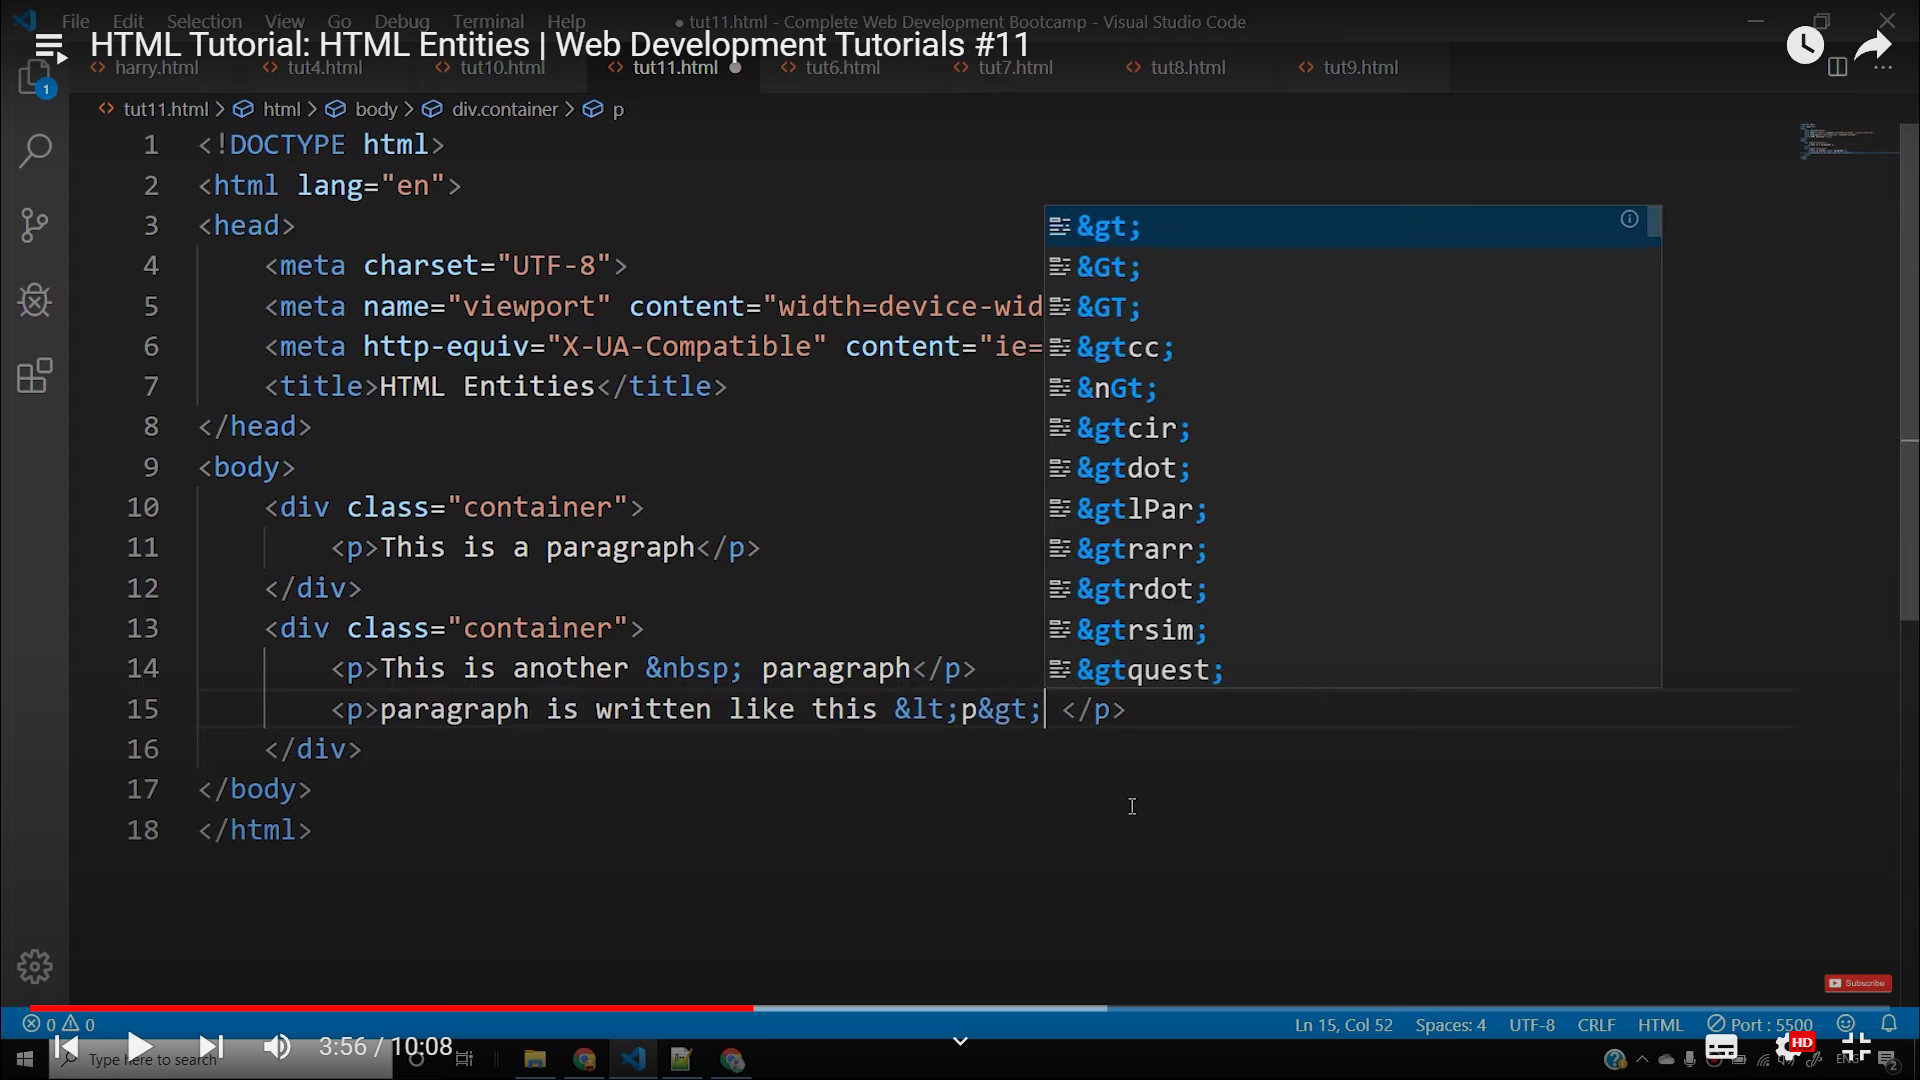 File Edit Selection View Go Debug Terminal Help ● tut11.html - Complete Web Development Bootcamp - Visual Studio Code
HTML Tutorial: HTML Entities | Web Development Tutorials #11
<> harry.html <> tut4.html <> tut10.html <> tut11.html ● <> tut6.html <> tut7.html <> tut8.html <> tut9.html
1
<> tut11.html > html > body > div.container > p
1 <!DOCTYPE html>
2 <html lang="en">
3 <head>
4 <meta charset="UTF-8">
5 <meta name="viewport" content="width=device-wid
6 <meta http-equiv="X-UA-Compatible" content="ie=
7 <title>HTML Entities</title>
8 </head>
9 <body>
10 <div class="container">
11 <p>This is a paragraph</p>
12 </div>
13 <div class="container">
14 <p>This is another &nbsp; paragraph</p>
15 <p>paragraph is written like this &lt;p&gt; </p>
16 </div>
17 </body>
18 </html>
&gt;
&Gt;
&GT;
&gtcc;
&nGt;
&gtcir;
&gtdot;
&gtlPar;
&gtrarr;
&gtrdot;
&gtrsim;
&gtquest;
Subscribe
0 0 Ln 15, Col 52 Spaces: 4 UTF-8 CRLF HTML Port : 5500
3:56 / 10:08 HD
Type here to search ENG 2